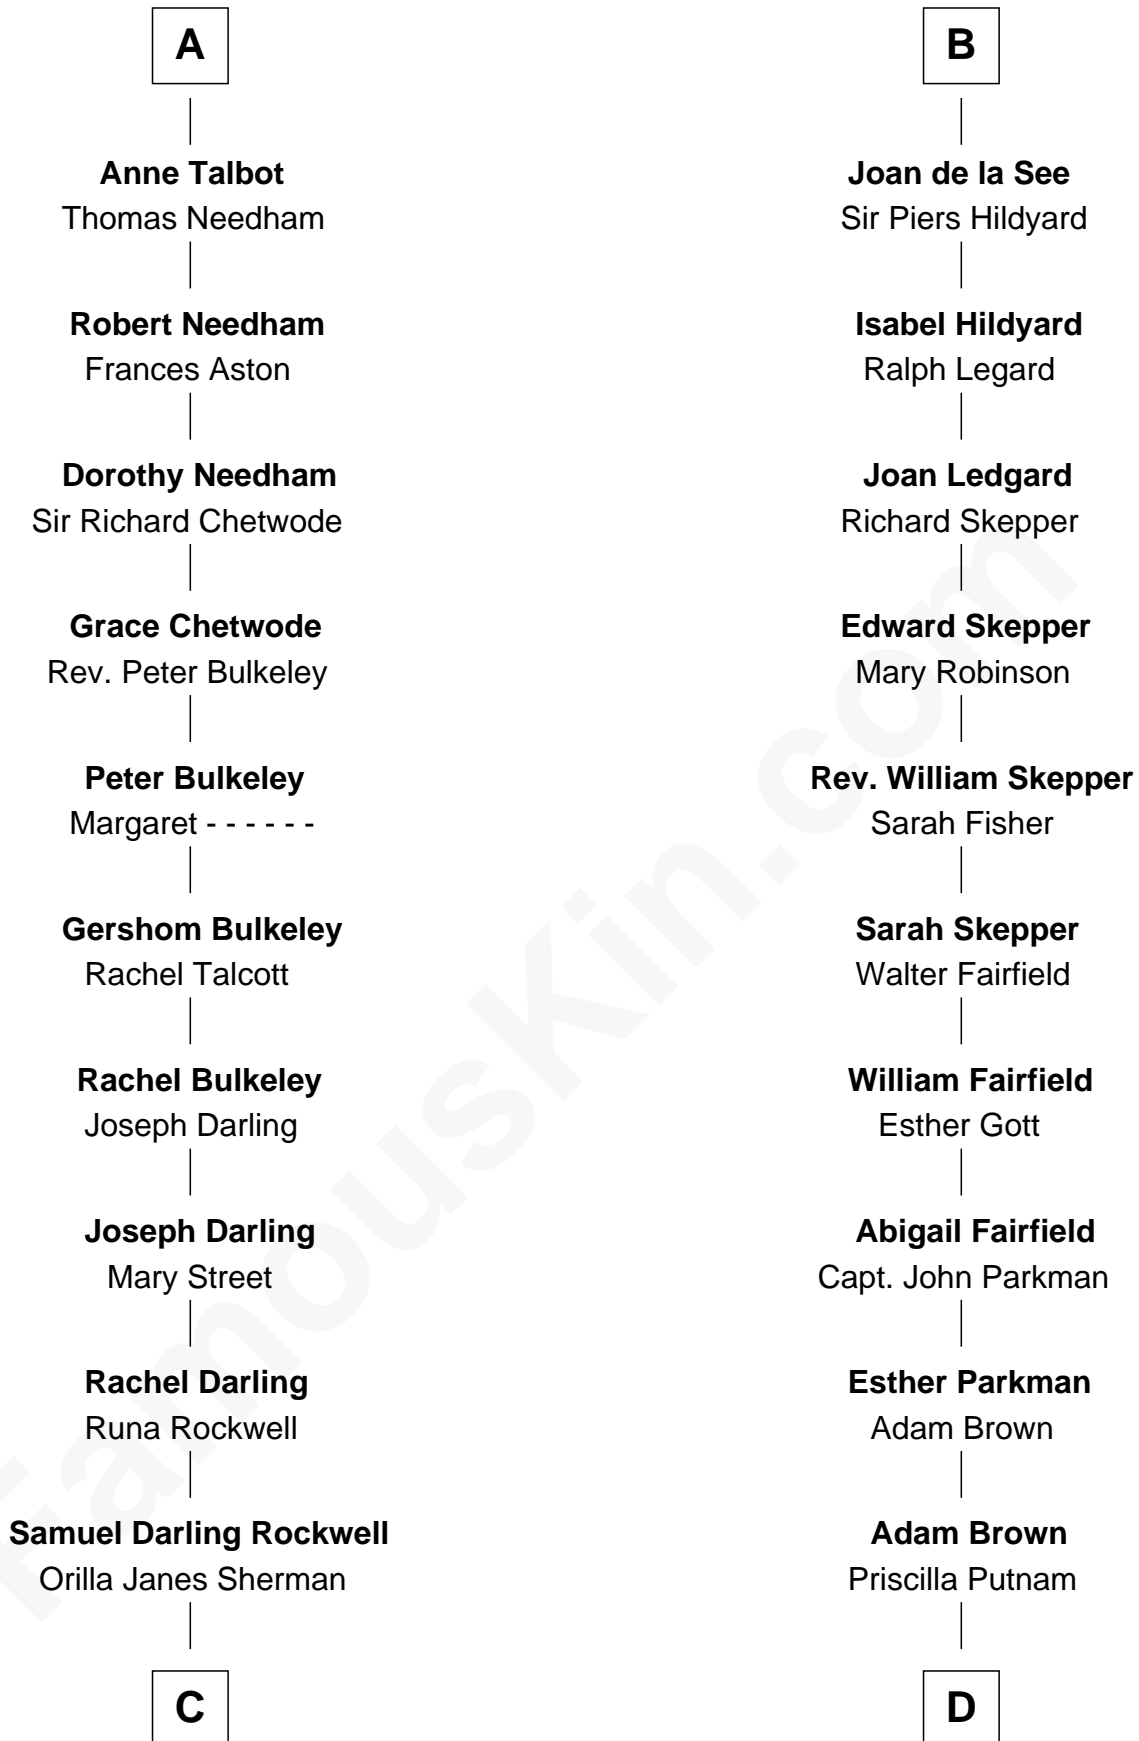 A
Anne Talbot
Thomas Needham
Robert Needham
Frances Aston
Dorothy Needham
Sir Richard Chetwode
Grace Chetwode
Rev. Peter Bulkeley
Peter Bulkeley
Margaret - - - - - -
Gershom Bulkeley
Rachel Talcott
Rachel Bulkeley
Joseph Darling
Joseph Darling
Mary Street
Rachel Darling
Runa Rockwell
Samuel Darling Rockwell
Orilla Janes Sherman
C
B
Joan de la See
Sir Piers Hildyard
Isabel Hildyard
Ralph Legard
Joan Ledgard
Richard Skepper
Edward Skepper
Mary Robinson
Rev. William Skepper
Sarah Fisher
Sarah Skepper
Walter Fairfield
William Fairfield
Esther Gott
Abigail Fairfield
Capt. John Parkman
Esther Parkman
Adam Brown
Adam Brown
Priscilla Putnam
D
FamousKin.com